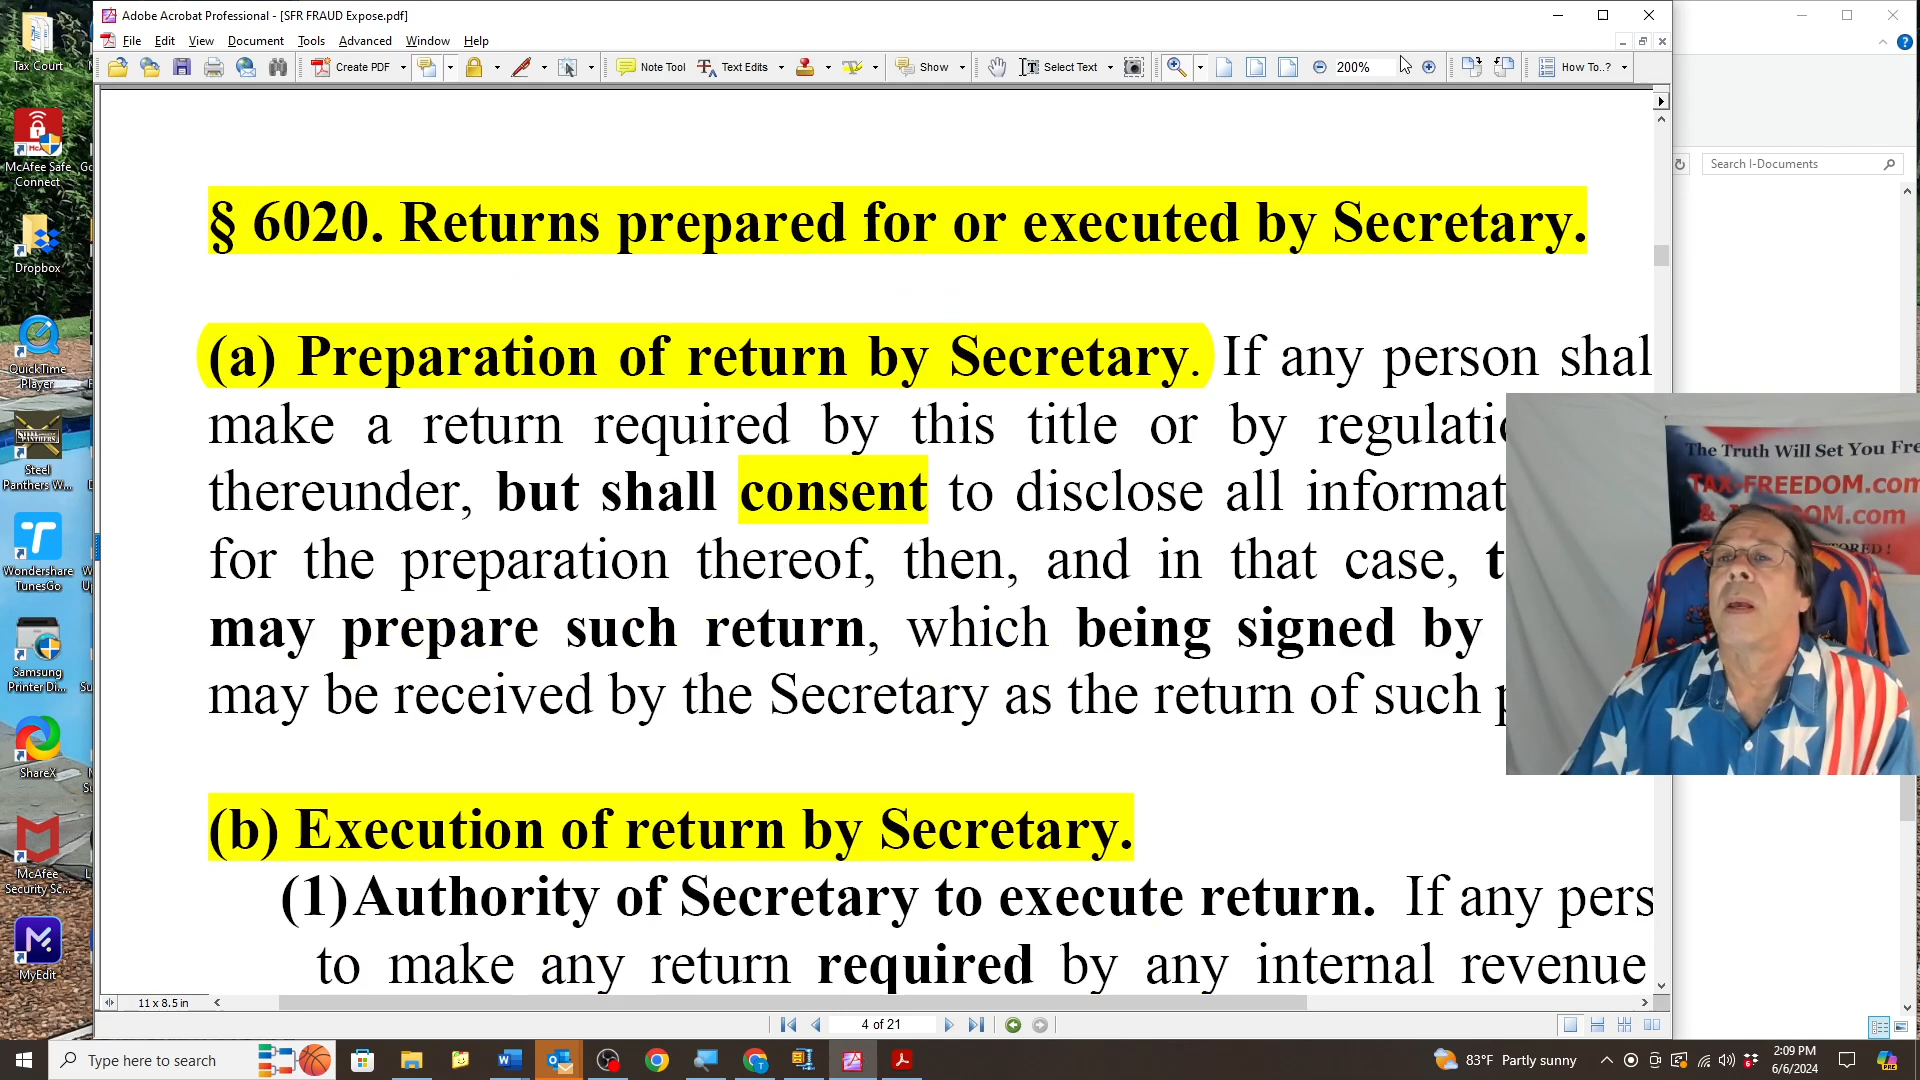 Adobe Acrobat Professional - [SFR FRAUD Expose.pdf]
File Edit View Document Tools Advanced Window Help
Create PDF Note Tool Text Edits Show Select Text 200% How To..?
Search I-Documents
§ 6020. Returns prepared for or executed by Secretary.
(a) Preparation of return by Secretary. If any person shal
make a return required by this title or by
thereunder, but shall consent to disclose all
for the preparation thereof, then, and in that case,
may prepare such return, which being signed by
may be received by the Secretary as the return of such
(b) Execution of return by Secretary.
(1) Authority of Secretary to execute return. If any pers
to make any return required by any internal revenue
The Truth Will Set You Fre
TAX-FREEDOM.com
&
Tax Court
McAfee Safe
Connect
Dropbox
QuickTime
Player
Steel
Panthers W...
Wondershare
TunesGo
Samsung
Printer Di...
ShareX
McAfee
Security Sc...
MyEdit
11 x 8.5 in
4 of 21
Type here to search
83°F Partly sunny
2:09 PM
6/6/2024